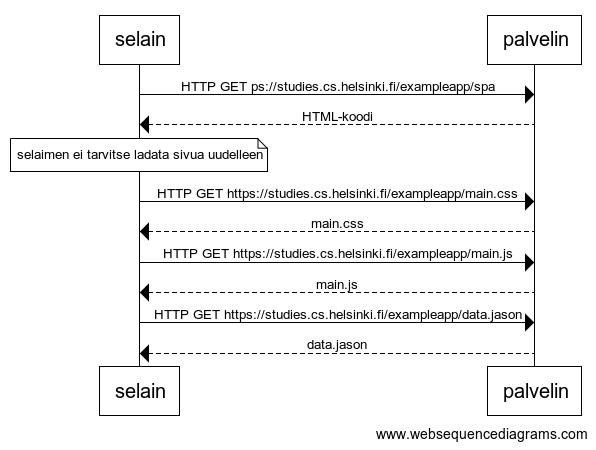 selain palvelin
HTTP GET ps://studies.cs.helsinki.fi/exampleapp/spa
HTML-koodi
selaimen ei tarvitse ladata sivua uudelleen
HTTP GET https://studies.cs.helsinki.fi/exampleapp/main.css
main.css
HTTP GET https://studies.cs.helsinki.fi/exampleapp/main.js
main.js
HTTP GET https://studies.cs.helsinki.fi/exampleapp/data.jason
data.jason
selain palvelin
www.websequencediagrams.com